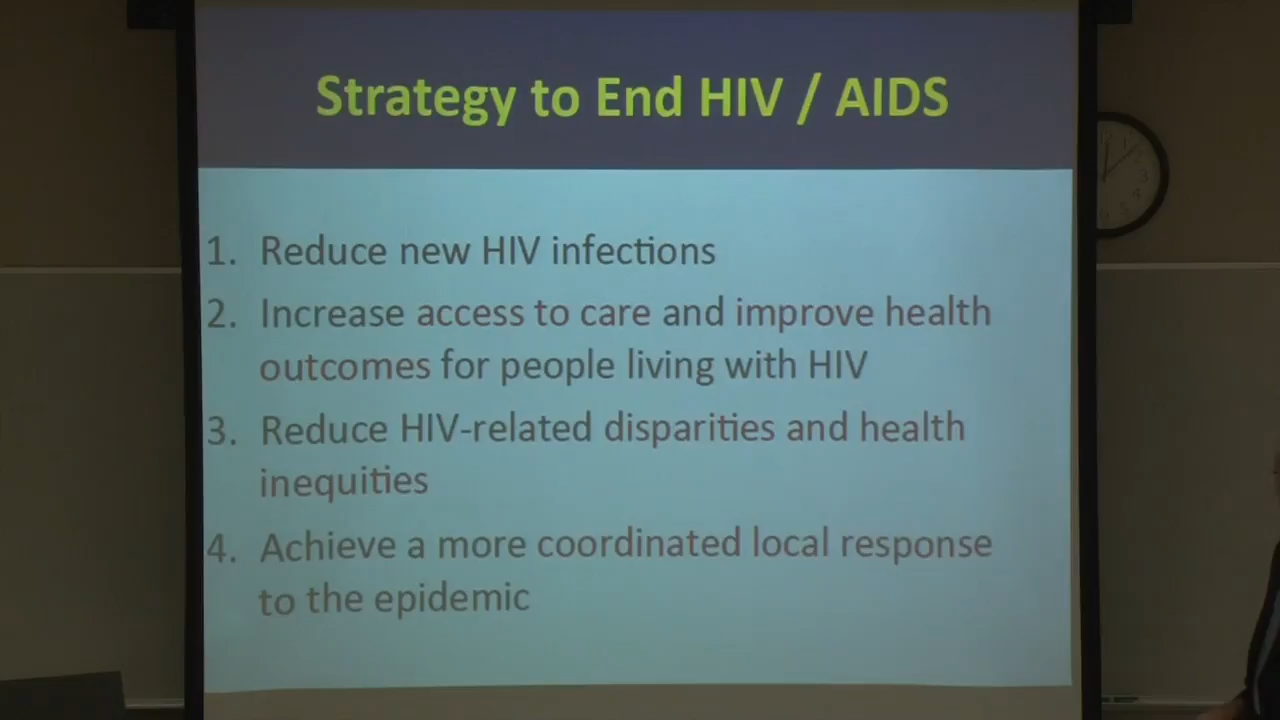 Strategy to End HIV / AIDS
1. Reduce new HIV infections
2. Increase access to care and improve health
outcomes for people living with HIV
3. Reduce HIV-related disparities and health
inequities
4. Achieve a more coordinated local response
to the epidemic